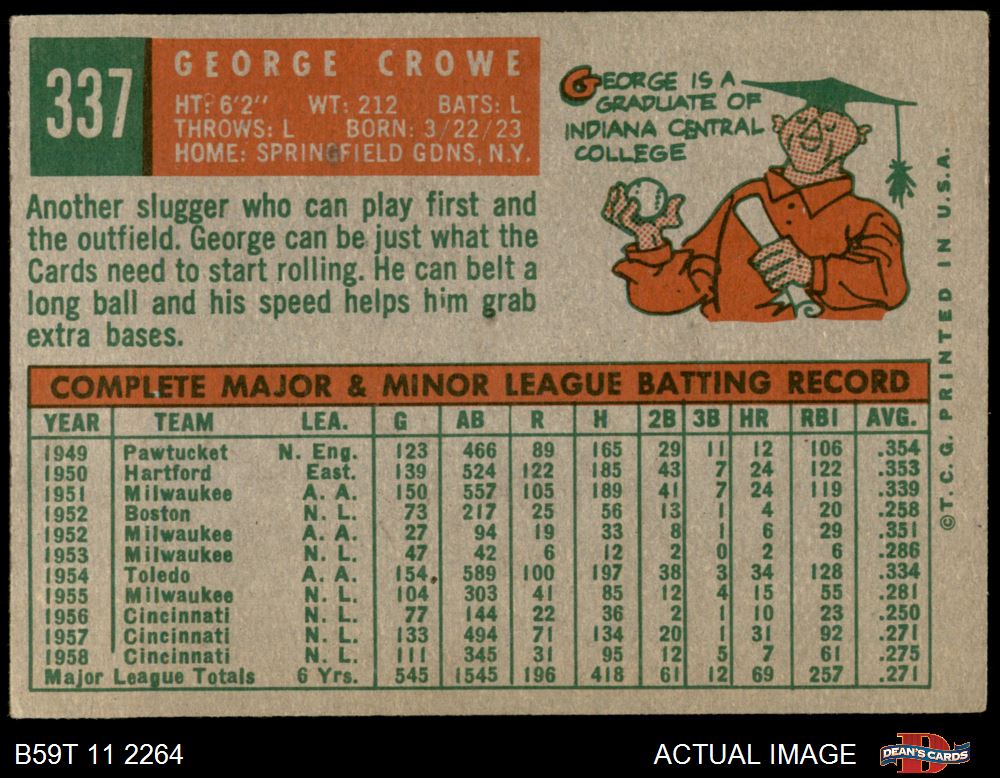 337
GEORGE CROWE
HT: 6'2" WT: 212 BATS: L
THROWS: L BORN: 3/22/23
HOME: SPRINGFIELD GDNS, N.Y.
GEORGE IS A
GRADUATE OF
INDIANA CENTRAL
COLLEGE
Another slugger who can play first and
the outfield. George can be just what the
Cards need to start rolling. He can belt a
long ball and his speed helps him grab
extra bases.
COMPLETE MAJOR & MINOR LEAGUE BATTING RECORD
YEAR TEAM LEA. G AB R H 2B 3B HR RBI AVG.
1949 Pawtucket N. Eng. 123 466 89 165 29 11 12 106 .354
1950 Hartford East. 139 524 122 185 43 7 24 122 .353
1951 Milwaukee A. A. 150 557 105 189 41 7 24 119 .339
1952 Boston N. L. 73 217 25 56 13 1 4 20 .258
1952 Milwaukee A. A. 27 94 19 33 8 1 6 29 .351
1953 Milwaukee N. L. 47 42 6 12 2 0 2 6 .286
1954 Toledo A. A. 154 589 100 197 38 3 34 128 .334
1955 Milwaukee N. L. 104 303 41 85 12 4 15 55 .281
1956 Cincinnati N. L. 77 144 22 36 2 1 10 23 .250
1957 Cincinnati N. L. 133 494 71 134 20 1 31 92 .271
1958 Cincinnati N. L. 111 345 31 95 12 5 7 61 .275
Major League Totals 6 Yrs. 545 1545 196 418 61 12 69 257 .271
©T.C.G. PRINTED IN U.S.A.
B59T 11 2264
ACTUAL IMAGE
DEAN'S CARDS